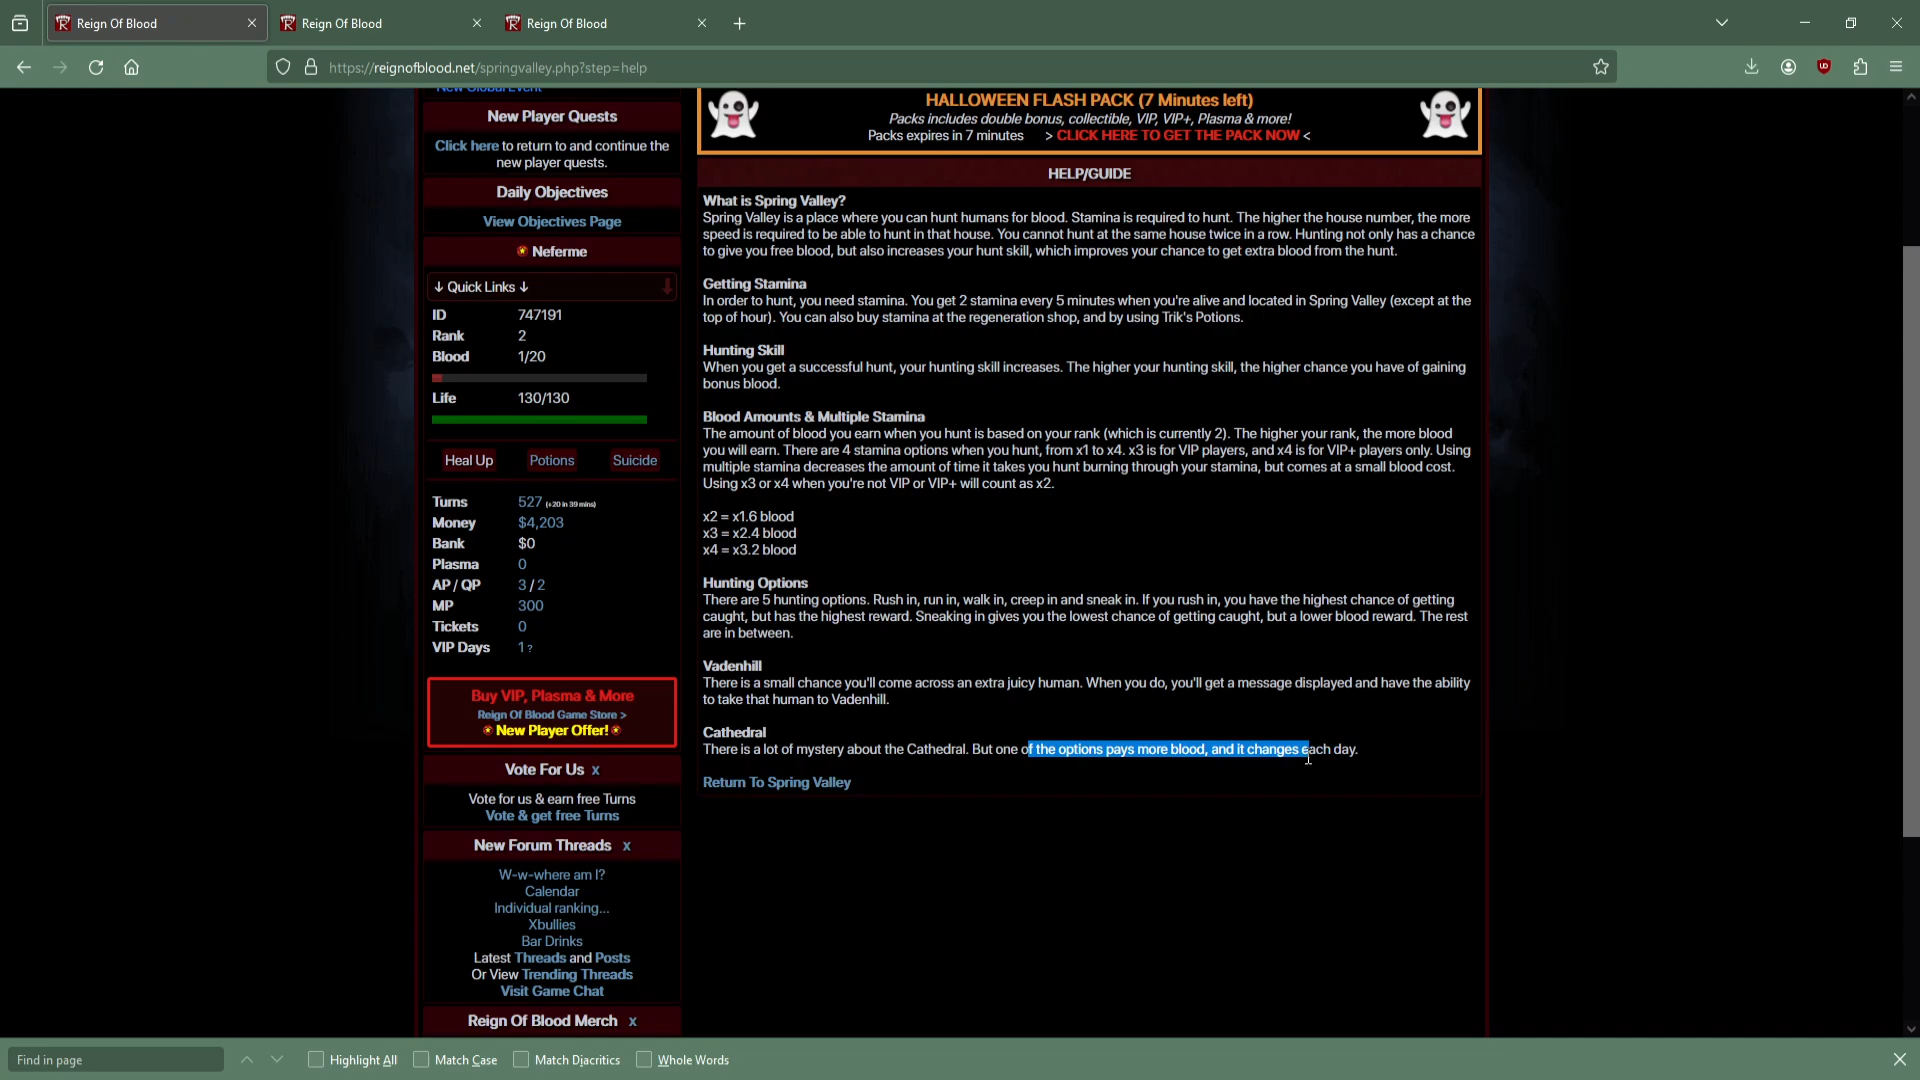 Reign Of Blood
Reign Of Blood
Reign Of Blood
https://reignofblood.net/springvalley.php?step=help
New Global Event
New Player Quests
Click here to return to and continue the
new player quests.
Daily Objectives
View Objectives Page
Neferme
↓ Quick Links ↓
ID 747191
Rank 2
Blood 1/20
Life 130/130
Heal Up Potions Suicide
Turns 527 (+20 in 39 mins)
Money $4,203
Bank $0
Plasma 0
AP / QP 3 / 2
MP 300
Tickets 0
VIP Days 1 ?
Buy VIP, Plasma & More
Reign Of Blood Game Store >
New Player Offer!
Vote For Us x
Vote for us & earn free Turns
Vote & get free Turns
New Forum Threads x
W-w-where am I?
Calendar
Individual ranking...
Xbullies
Bar Drinks
Latest Threads and Posts
Or View Trending Threads
Visit Game Chat
Reign Of Blood Merch x
HALLOWEEN FLASH PACK (7 Minutes left)
Packs includes double bonus, collectible, VIP, VIP+, Plasma & more!
Packs expires in 7 minutes > CLICK HERE TO GET THE PACK NOW <
HELP/GUIDE
What is Spring Valley?
Spring Valley is a place where you can hunt humans for blood. Stamina is required to hunt. The higher the house number, the more
speed is required to be able to hunt in that house. You cannot hunt at the same house twice in a row. Hunting not only has a chance
to give you free blood, but also increases your hunt skill, which improves your chance to get extra blood from the hunt.
Getting Stamina
In order to hunt, you need stamina. You get 2 stamina every 5 minutes when you're alive and located in Spring Valley (except at the
top of hour). You can also buy stamina at the regeneration shop, and by using Trik's Potions.
Hunting Skill
When you get a successful hunt, your hunting skill increases. The higher your hunting skill, the higher chance you have of gaining
bonus blood.
Blood Amounts & Multiple Stamina
The amount of blood you earn when you hunt is based on your rank (which is currently 2). The higher your rank, the more blood
you will earn. There are 4 stamina options when you hunt, from x1 to x4. x3 is for VIP players, and x4 is for VIP+ players only. Using
multiple stamina decreases the amount of time it takes you hunt burning through your stamina, but comes at a small blood cost.
Using x3 or x4 when you're not VIP or VIP+ will count as x2.
x2 = x1.6 blood
x3 = x2.4 blood
x4 = x3.2 blood
Hunting Options
There are 5 hunting options. Rush in, run in, walk in, creep in and sneak in. If you rush in, you have the highest chance of getting
caught, but has the highest reward. Sneaking in gives you the lowest chance of getting caught, but a lower blood reward. The rest
are in between.
Vadenhill
There is a small chance you'll come across an extra juicy human. When you do, you'll get a message displayed and have the ability
to take that human to Vadenhill.
Cathedral
There is a lot of mystery about the Cathedral. But one of the options pays more blood, and it changes each day.
Return To Spring Valley
Find in page
Highlight All
Match Case
Match Diacritics
Whole Words